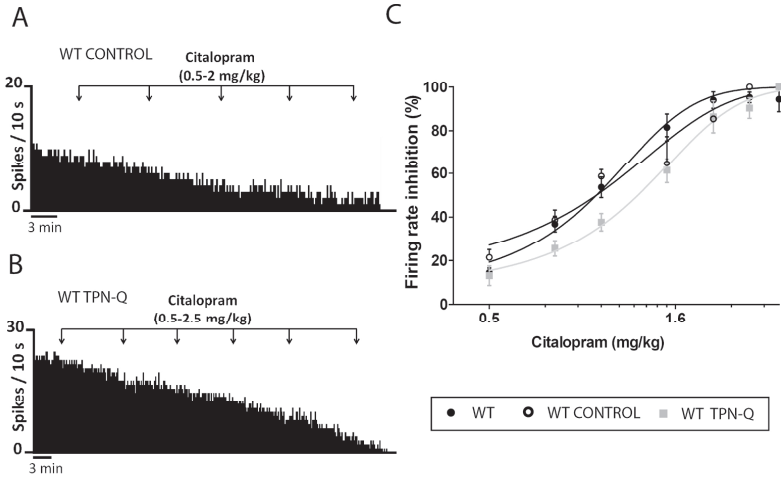 A
WT CONTROL
Citalopram
(0.5-2 mg/kg)
20
0
Spikes / 10 s
3 min
B
WT TPN-Q
Citalopram
(0.5-2.5 mg/kg)
30
0
Spikes / 10 s
3 min
C
Firing rate inhibition (%)
100
80
60
40
20
0
0.5
1.6
Citalopram (mg/kg)
WT
WT CONTROL
WT TPN-Q